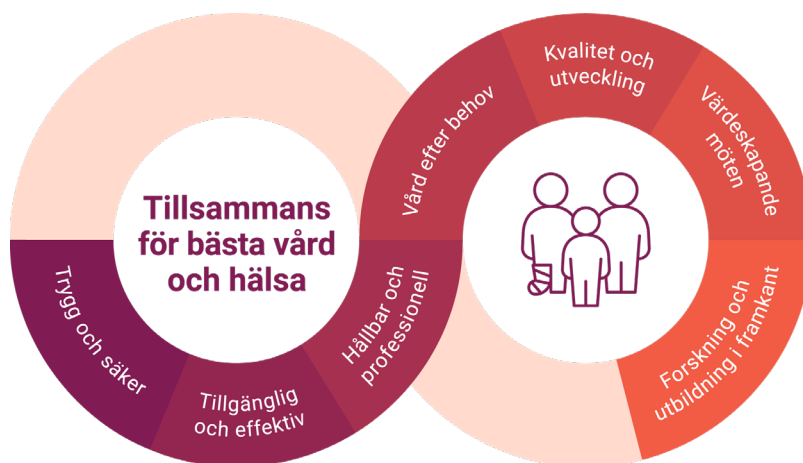 Tillsammans
för bästa vård
och hälsa
Trygg och säker
Tillgänglig
och effektiv
Hållbar och
professionell
Vård efter behov
Kvalitet och
utveckling
Värdeskapande
möten
Forskning och
utbildning i framkant